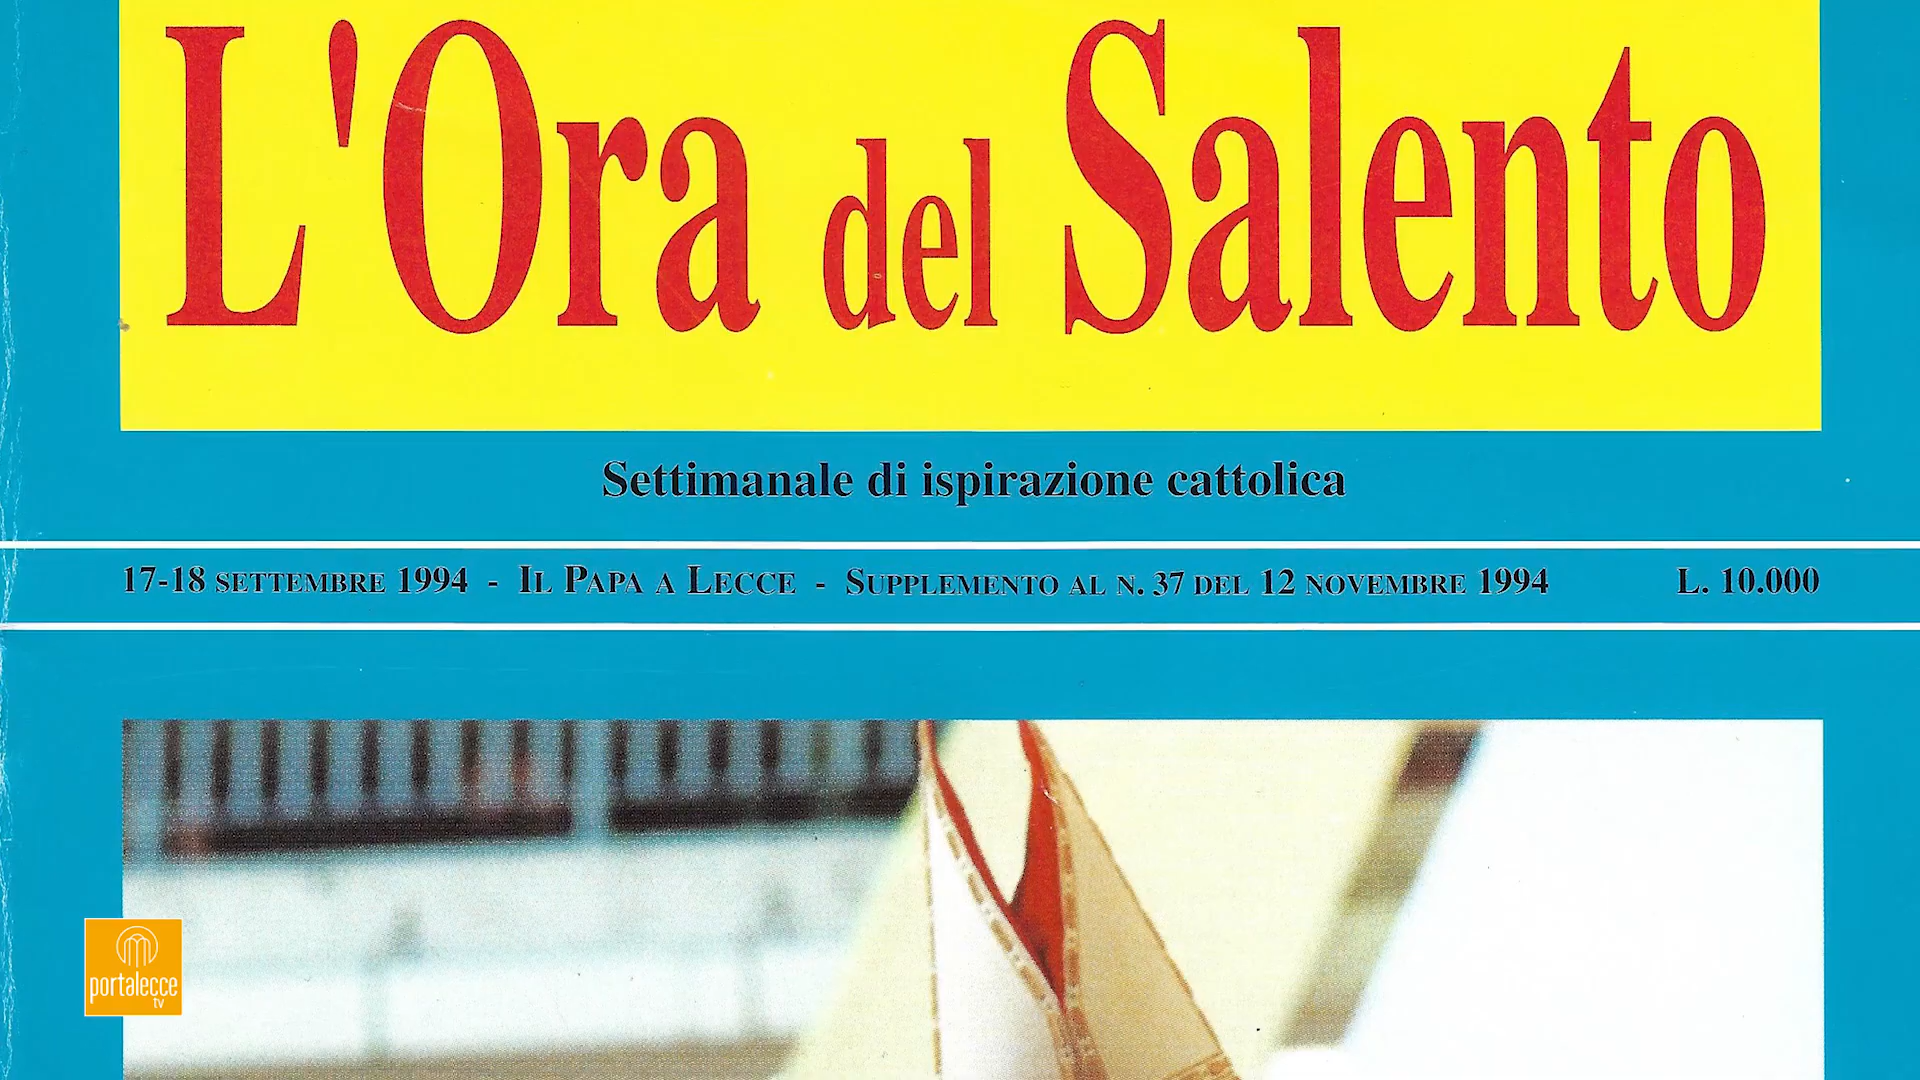 L'Ora del Salento
Settimanale di ispirazione cattolica
17-18 SETTEMBRE 1994 - IL PAPA A LECCE - SUPPLEMENTO AL N. 37 DEL 12 NOVEMBRE 1994 L. 10.000
portalecce
tv